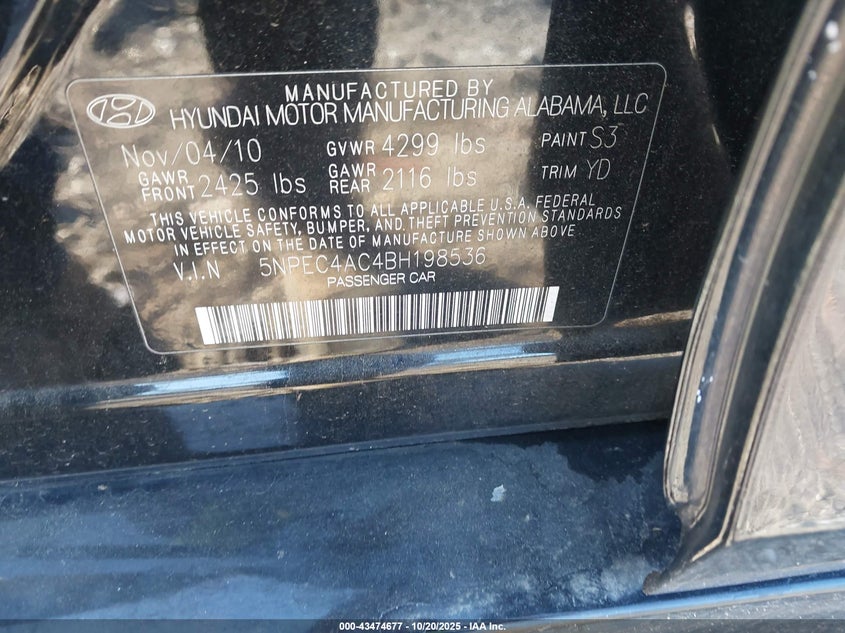 MANUFACTURED BY
HYUNDAI MOTOR MANUFACTURING ALABAMA, LLC
Nov/04/10 GVWR 4299 lbs PAINT S3
GAWR FRONT 2425 lbs GAWR REAR 2116 lbs TRIM YD
THIS VEHICLE CONFORMS TO ALL APPLICABLE U.S.A. FEDERAL
MOTOR VEHICLE SAFETY, BUMPER, AND THEFT PREVENTION STANDARDS
IN EFFECT ON THE DATE OF MANUFACTURE SHOWN ABOVE
V.I.N 5NPEC4AC4BH198536
PASSENGER CAR
000-43474677 - 10/20/2025 - IAA Inc.